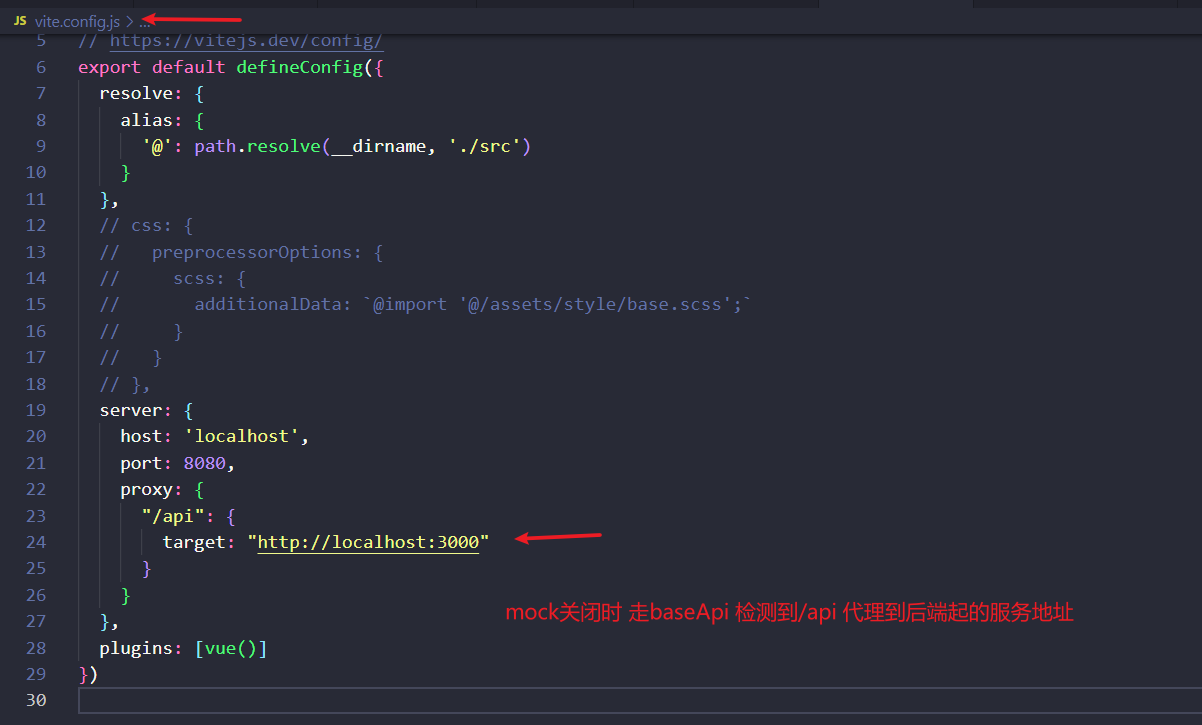 JS vite.config.js > ...
5 // https://vitejs.dev/config/
6 export default defineConfig({
7 resolve: {
8 alias: {
9 '@': path.resolve(__dirname, './src')
10 }
11 },
12 // css: {
13 // preprocessorOptions: {
14 // scss: {
15 // additionalData: `@import '@/assets/style/base.scss';`
16 // }
17 // }
18 // },
19 server: {
20 host: 'localhost',
21 port: 8080,
22 proxy: {
23 "/api": {
24 target: "http://localhost:3000"
25 }
26 }
mock关闭时 走baseApi 检测到/api 代理到后端起的服务地址
27 },
28 plugins: [vue()]
29 })
30